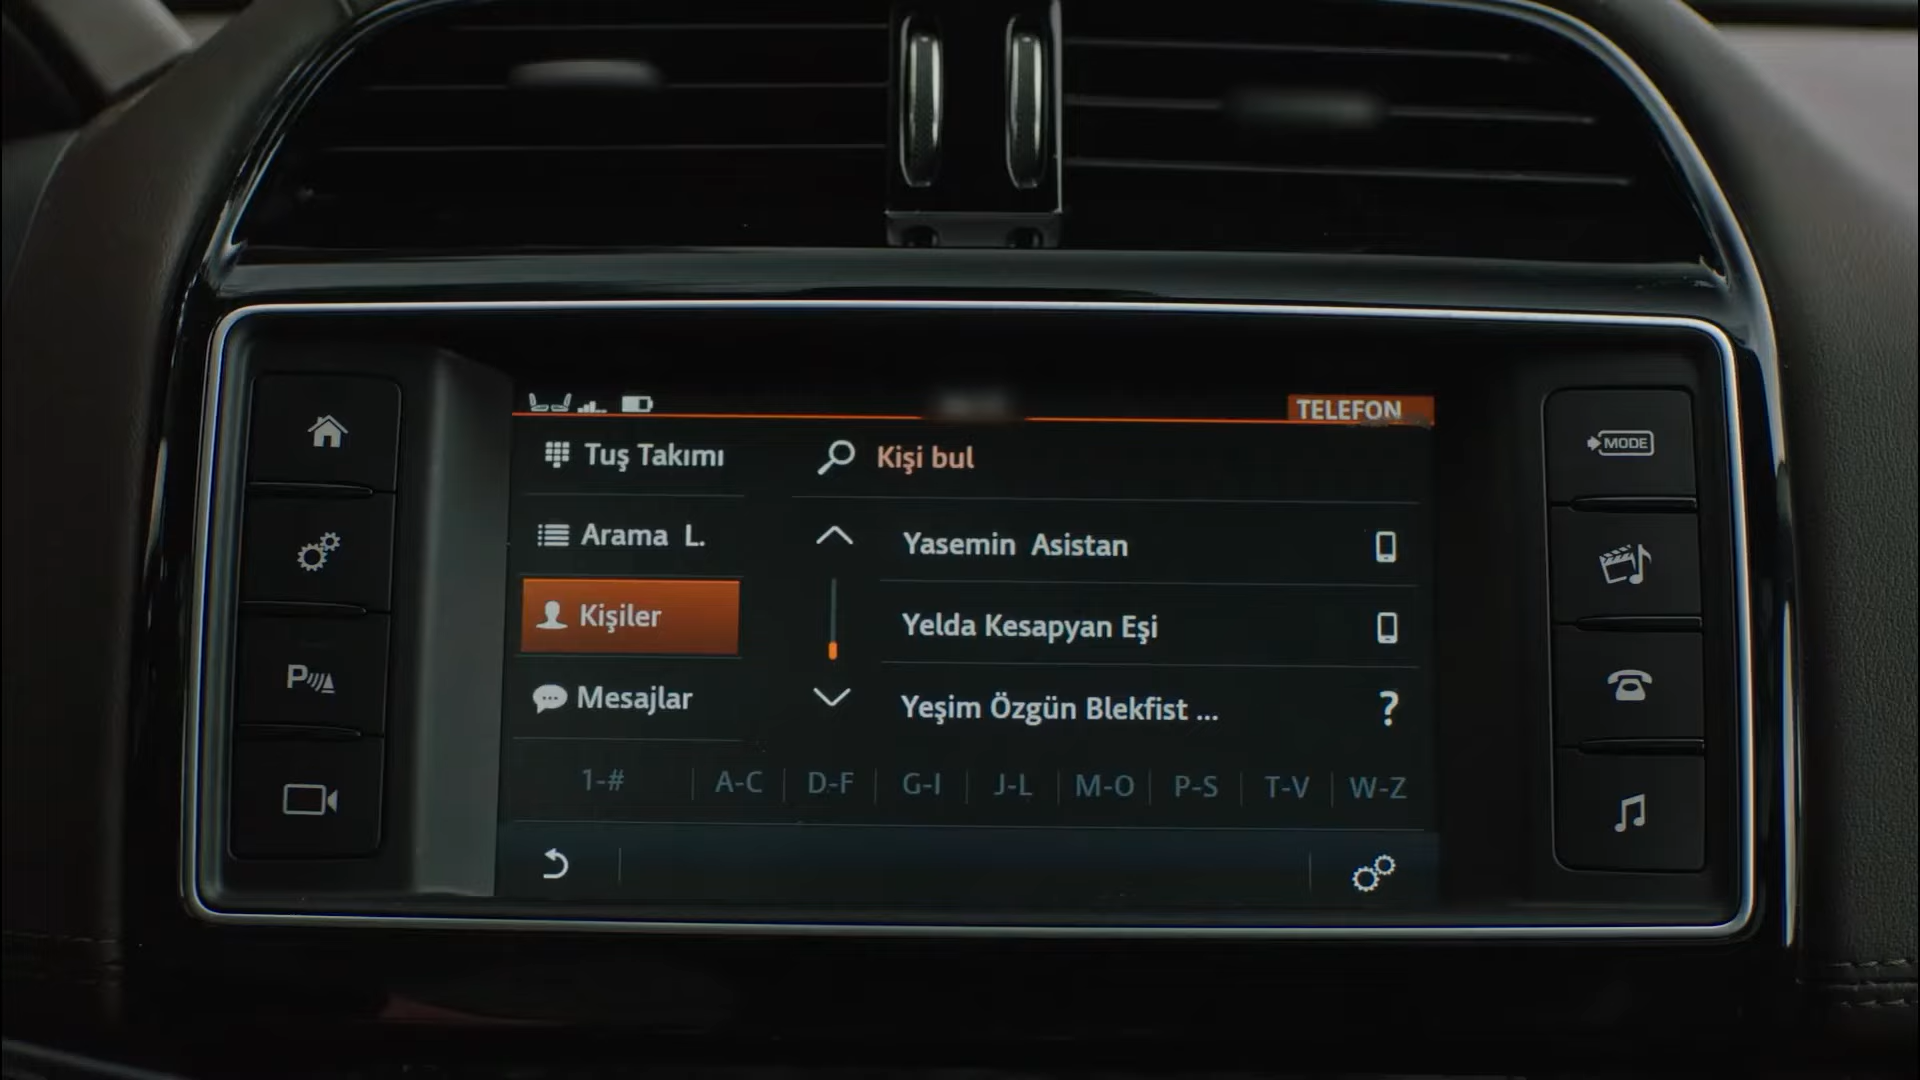 TELEFON
Tuş Takımı
Kişi bul
Arama L.
Yasemin Asistan
Kişiler
Yelda Kesapyan Eşi
Mesajlar
Yeşim Özgün Blekfist ...
?
1-# A-C D-F G-I J-L M-O P-S T-V W-Z
P
MODE